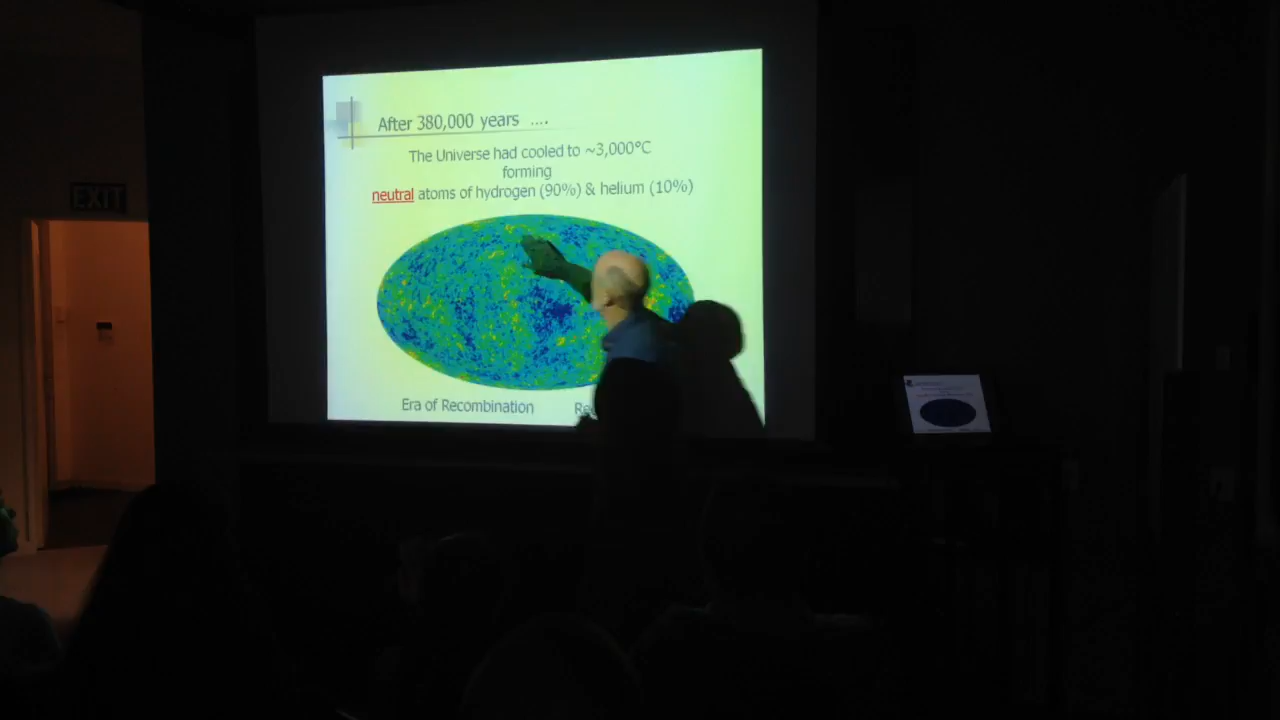 EXIT
After 380,000 years ....
The Universe had cooled to ~3,000°C
forming
neutral atoms of hydrogen (90%) & helium (10%)
Era of Recombination